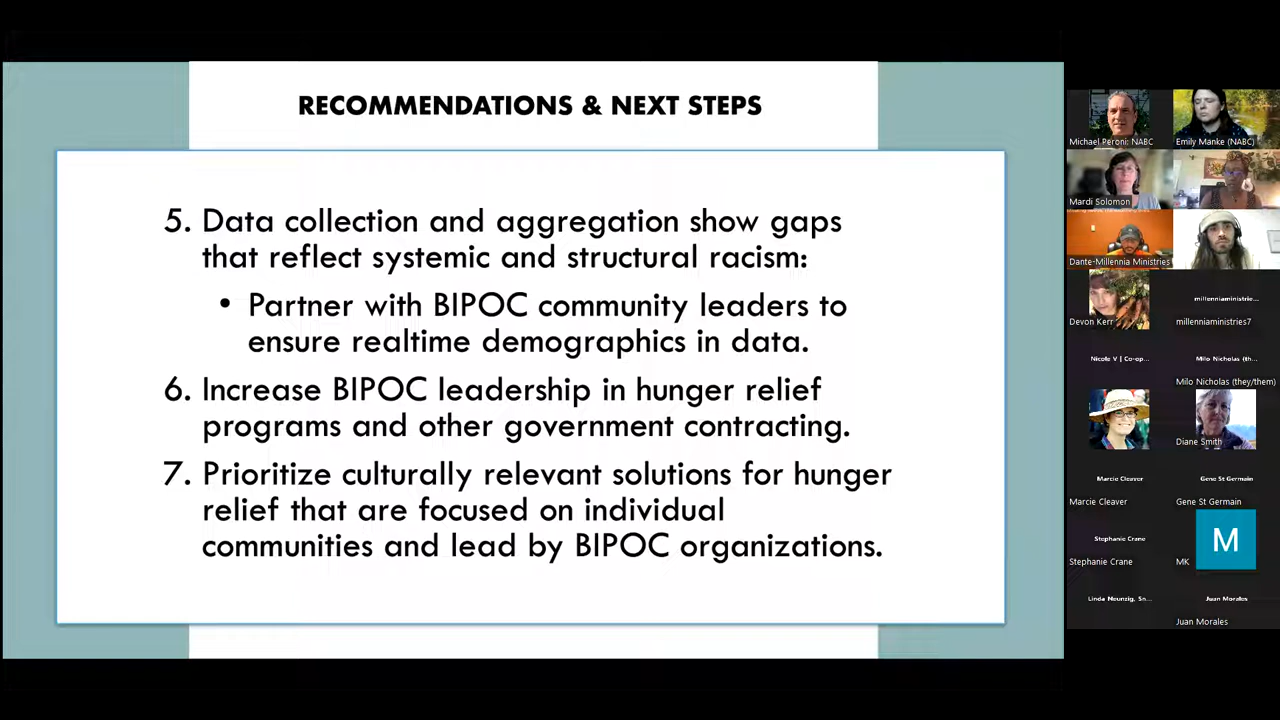 RECOMMENDATIONS & NEXT STEPS
5. Data collection and aggregation show gaps
that reflect systemic and structural racism:
• Partner with BIPOC community leaders to
ensure realtime demographics in data.
6. Increase BIPOC leadership in hunger relief
programs and other government contracting.
7. Prioritize culturally relevant solutions for hunger
relief that are focused on individual
communities and lead by BIPOC organizations.
Michael Peroni: NABC
Emily Manke (NABC)
Mardi Solomon
Dante-Millennia Ministries
Devon Kerr
millenniaministrie...
millenniaministries7
Nicole V | Co-op...
Milo Nicholas (th...
Milo Nicholas (they/them)
Diane Smith
Marcie Cleaver
Marcie Cleaver
Gene St Germain
Gene St Germain
Stephanie Crane
Stephanie Crane
M
MK
Linda Neunzig, Sn...
Juan Morales
Juan Morales